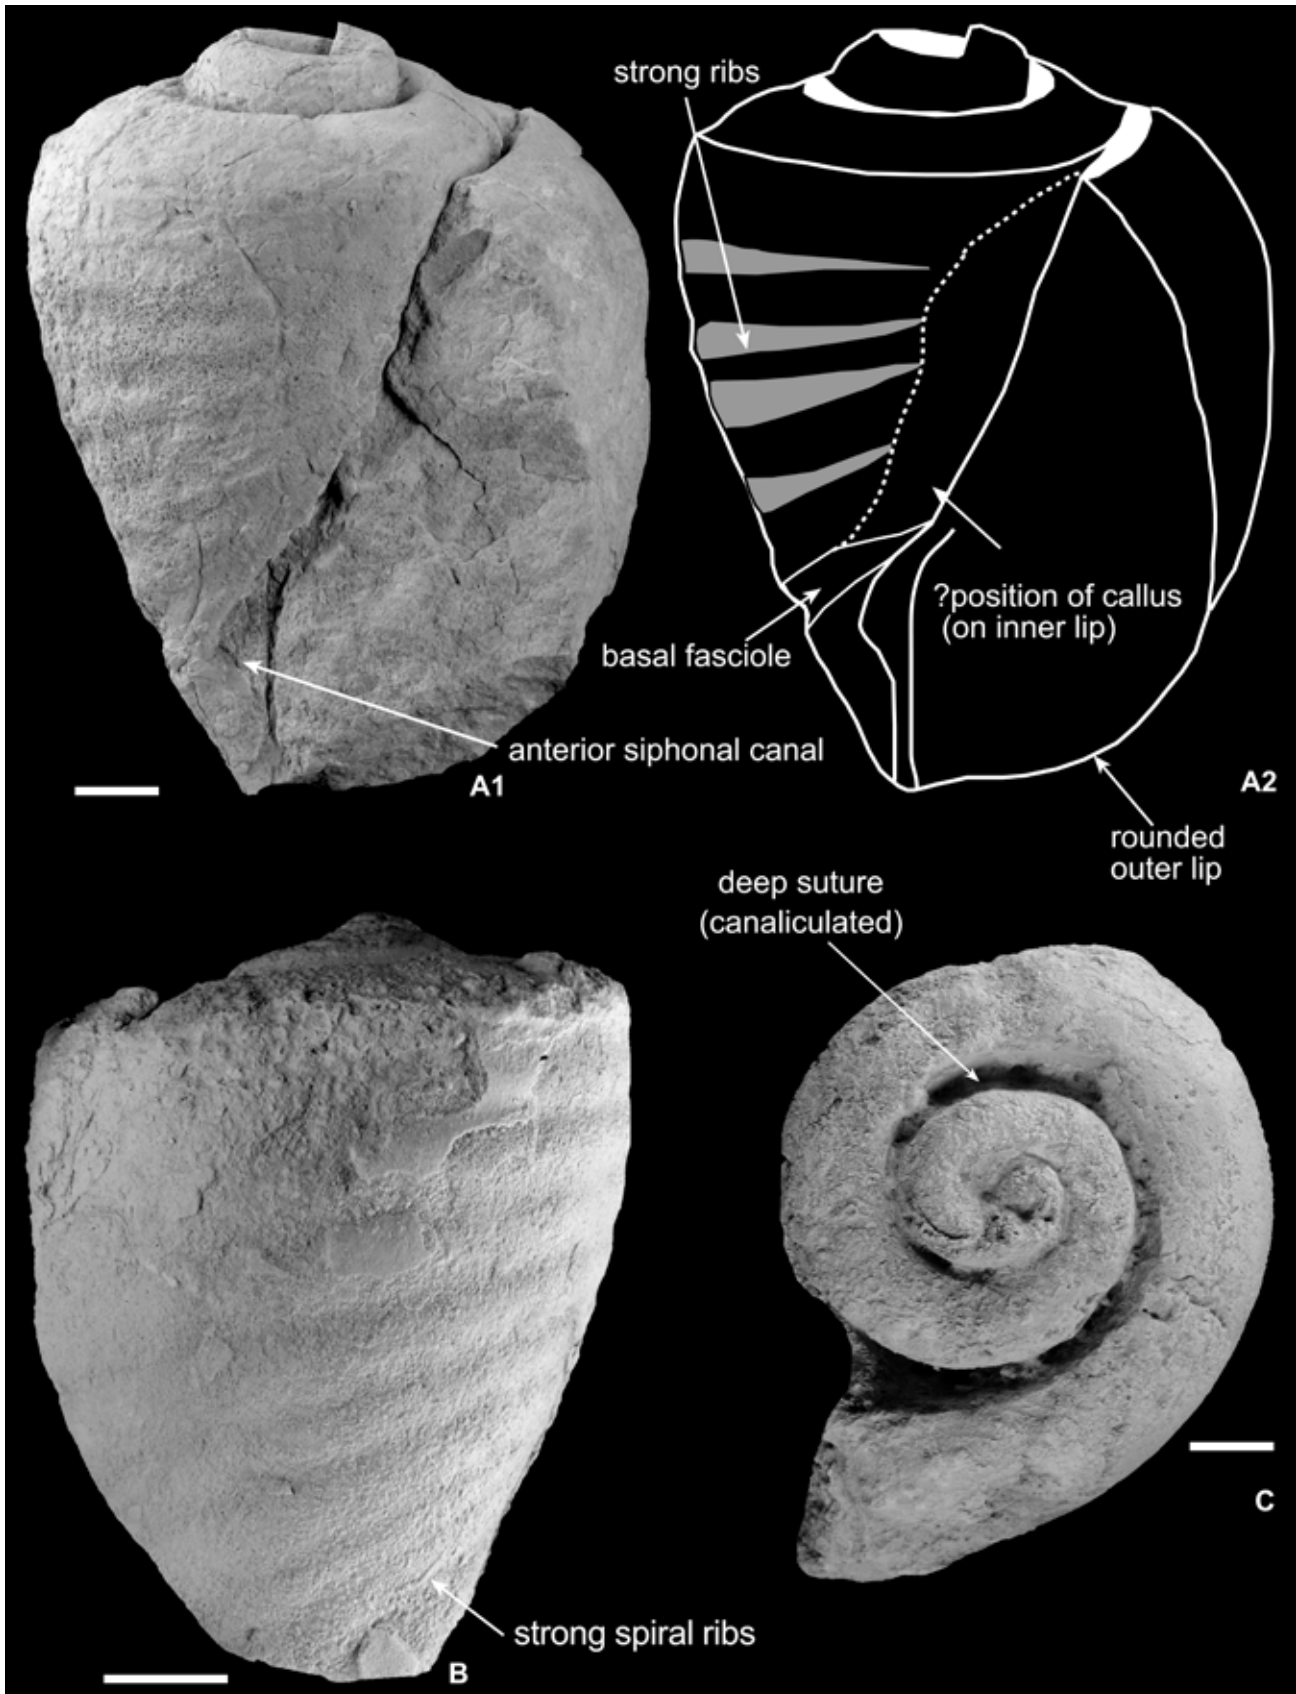 strong ribs
?position of callus
(on inner lip)
basal fasciole
anterior siphonal canal
A1
A2
rounded
outer lip
deep suture
(canaliculated)
C
strong spiral ribs
B